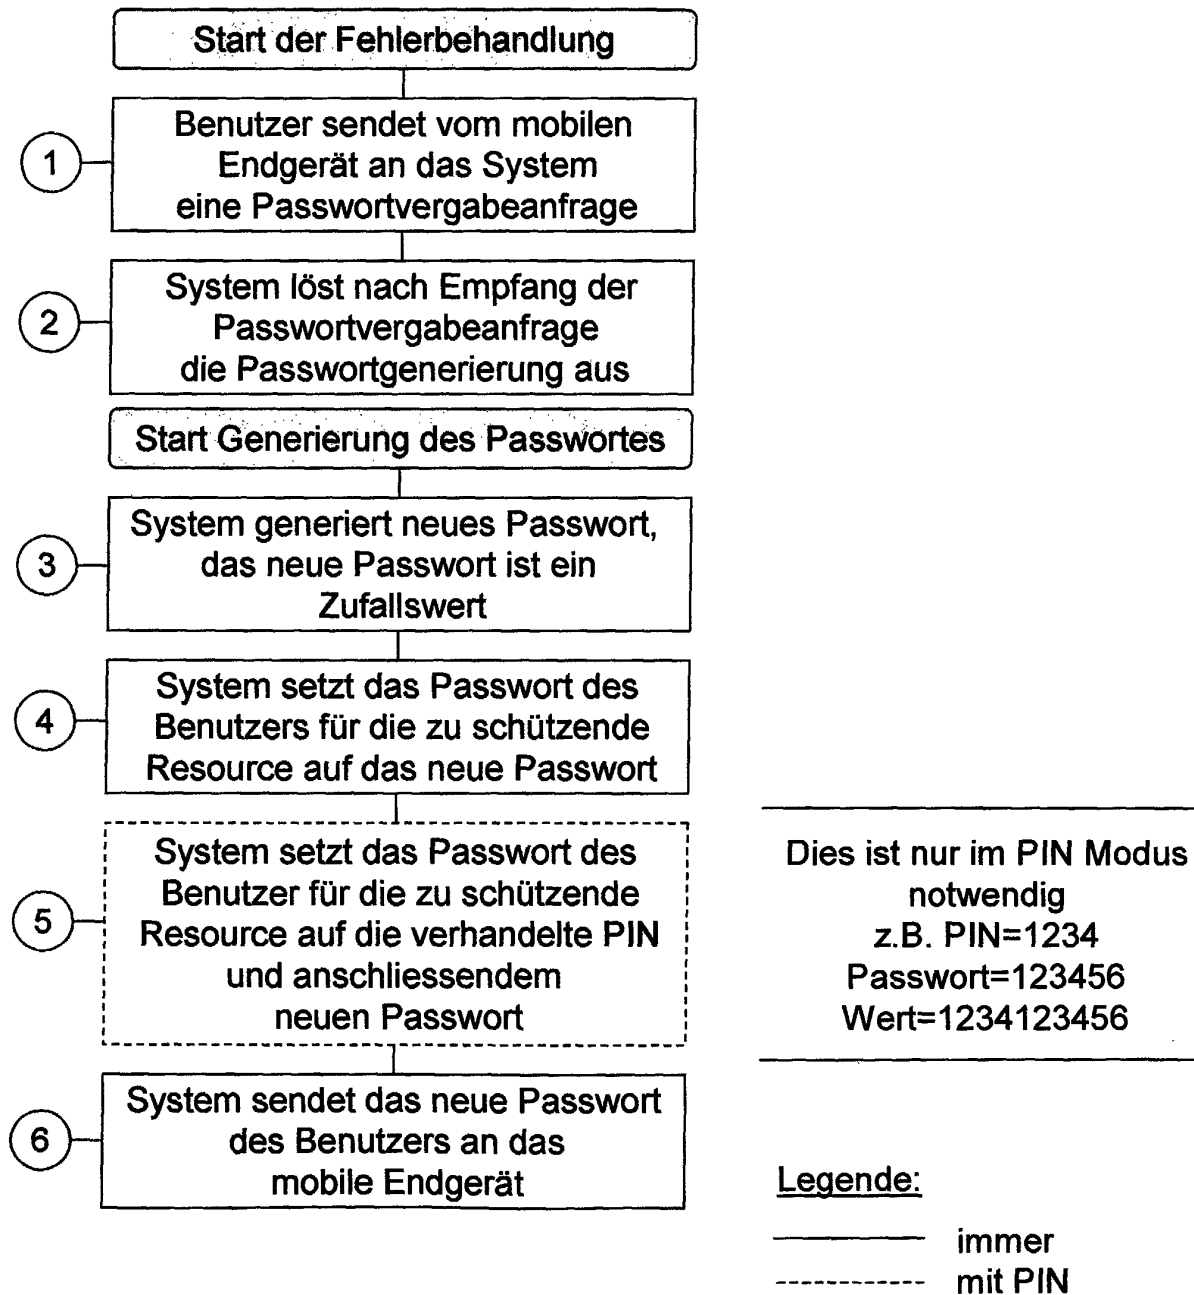 Start der Fehlerbehandlung
1
Benutzer sendet vom mobilen
Endgerät an das System
eine Passwortvergabeanfrage
2
System löst nach Empfang der
Passwortvergabeanfrage
die Passwortgenerierung aus
Start Generierung des Passwortes
3
System generiert neues Passwort,
das neue Passwort ist ein
Zufallswert
4
System setzt das Passwort des
Benutzers für die zu schützende
Resource auf das neue Passwort
5
System setzt das Passwort des
Benutzer für die zu schützende
Resource auf die verhandelte PIN
und anschliessendem
neuen Passwort
Dies ist nur im PIN Modus
notwendig
z.B. PIN=1234
Passwort=123456
Wert=1234123456
6
System sendet das neue Passwort
des Benutzers an das
mobile Endgerät
Legende:
immer
mit PIN